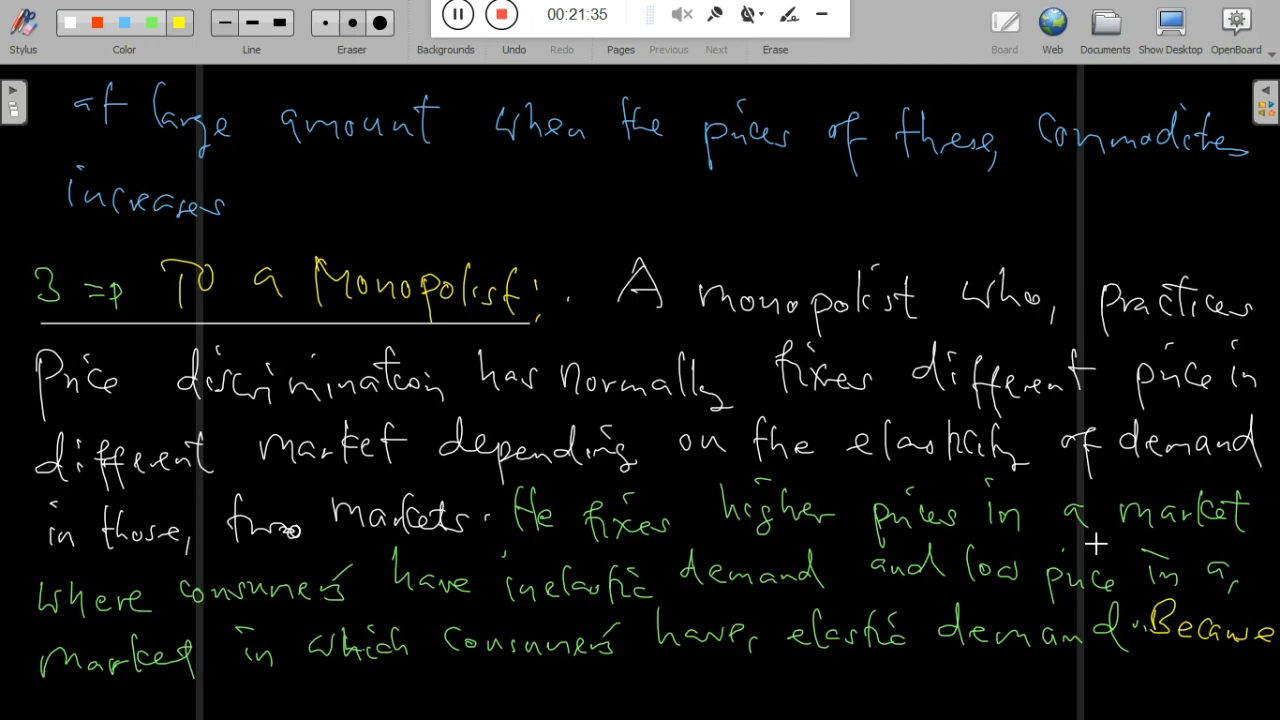 00:21:35
Stylus Color Line Eraser Backgrounds Undo Redo Pages Previous Next Erase Board Web Documents Show Desktop OpenBoard
at large amount when the prices of these, commodites
increases
3 => To a Monopolist: . A monopolist who, practices
Price discrimination has normally fixes different price in
different market depending on the elasticity of demand
in those, two markets. He fixes higher prices in a market
where consumers have inelastic demand and low price in a,
market in which consumers have, elastic demand. Because